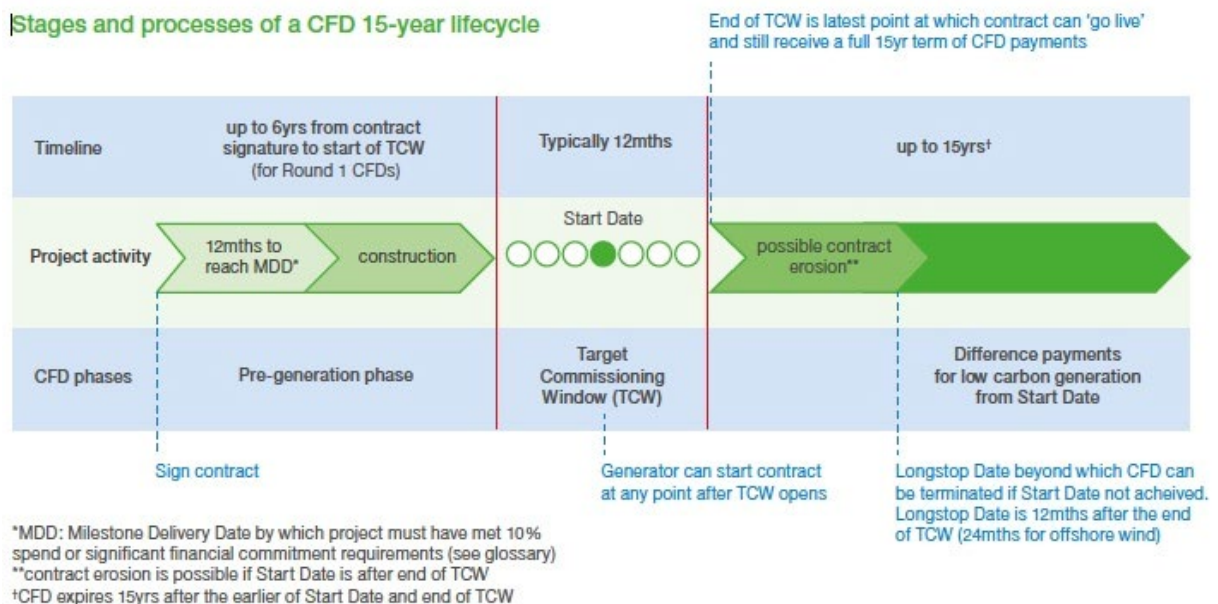 Stages and processes of a CFD 15-year lifecycle
End of TCW is latest point at which contract can ‘go live’
and still receive a full 15yr term of CFD payments
Timeline
up to 6yrs from contract
signature to start of TCW
(for Round 1 CFDs)
Typically 12mths
up to 15yrs†
Project activity
12mths to
reach MDD*
construction
Start Date
possible contract
erosion**
CFD phases
Pre-generation phase
Target
Commissioning
Window (TCW)
Difference payments
for low carbon generation
from Start Date
Sign contract
Generator can start contract
at any point after TCW opens
Longstop Date beyond which CFD can
be terminated if Start Date not acheived.
Longstop Date is 12mths after the end
of TCW (24mths for offshore wind)
*MDD: Milestone Delivery Date by which project must have met 10%
spend or significant financial commitment requirements (see glossary)
**contract erosion is possible if Start Date is after end of TCW
†CFD expires 15yrs after the earlier of Start Date and end of TCW